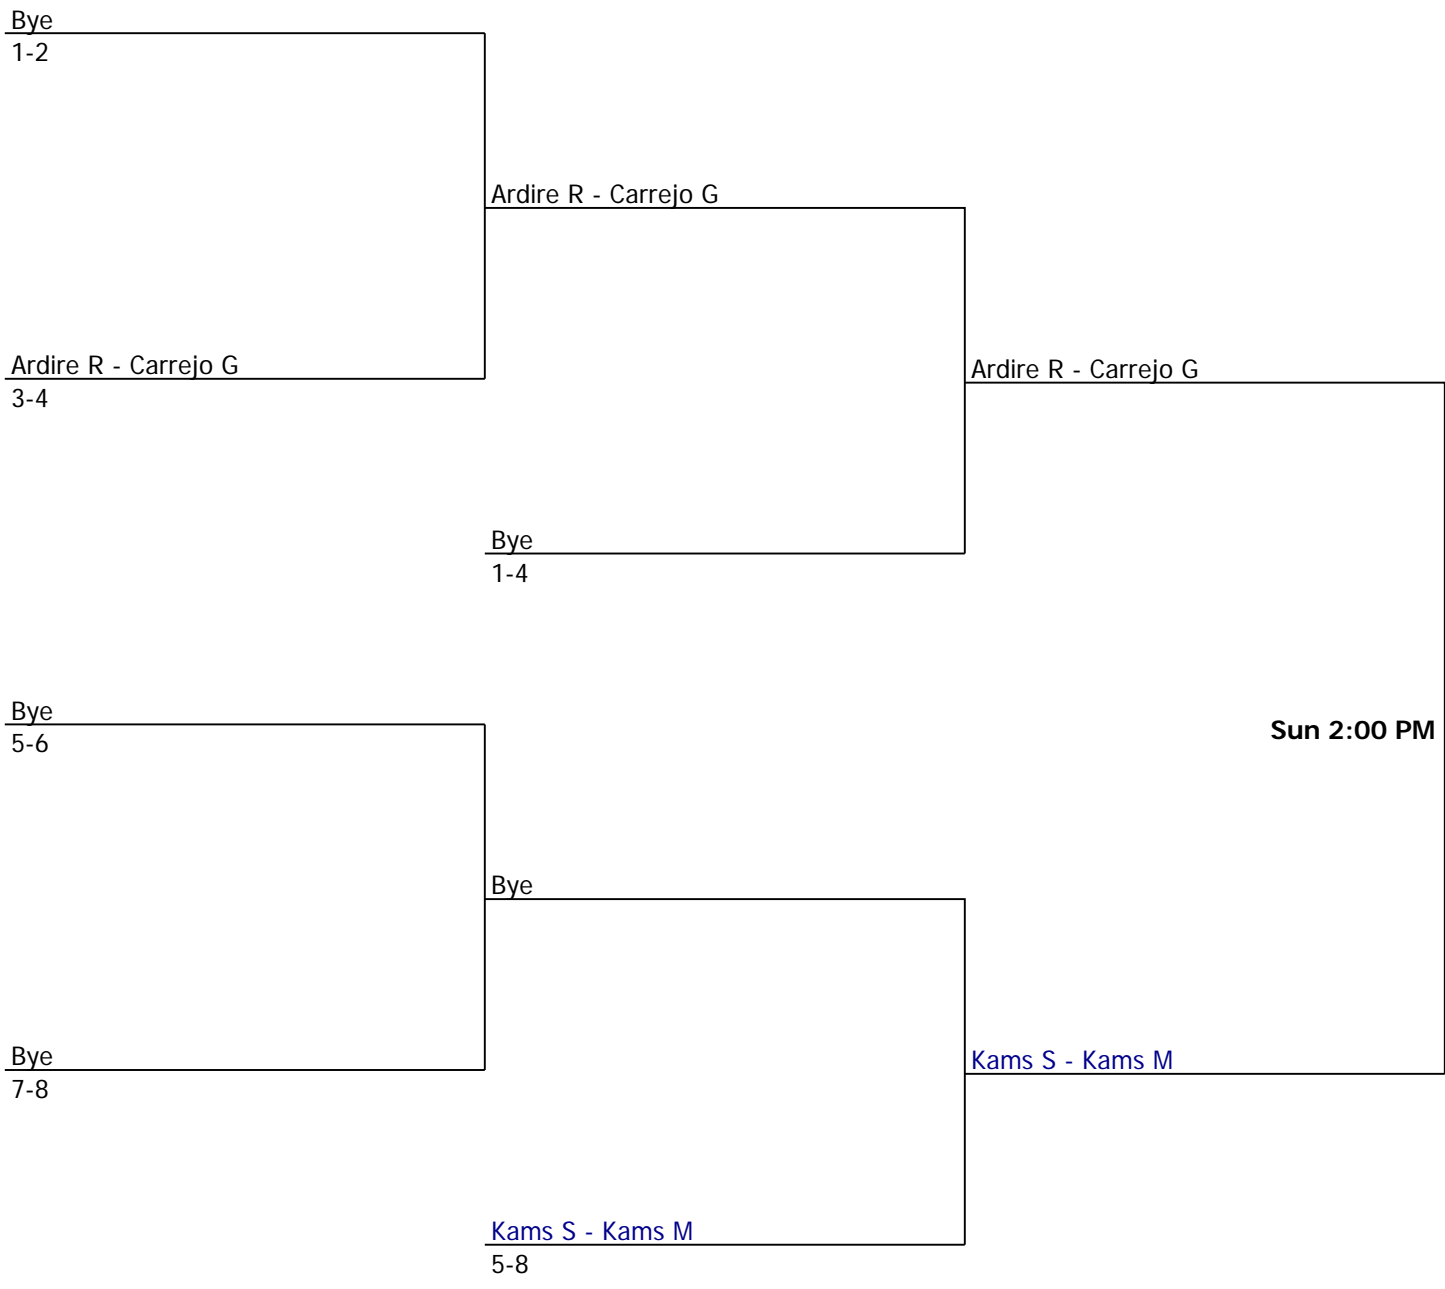 Bye
1-2
Ardire R - Carrejo G
Ardire R - Carrejo G
3-4
Ardire R - Carrejo G
Bye
1-4
Bye
5-6
Sun 2:00 PM
Bye
Bye
7-8
Kams S - Kams M
Kams S - Kams M
5-8